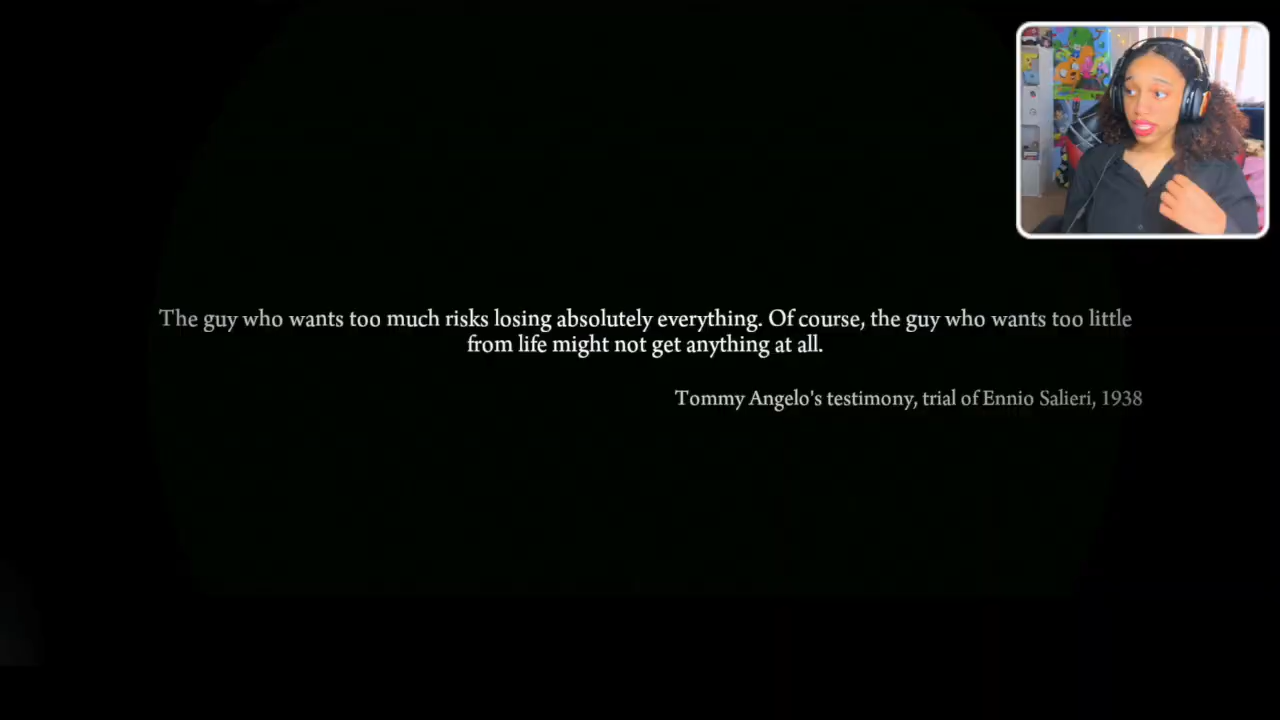 The guy who wants too much risks losing absolutely everything. Of course, the guy who wants too little
from life might not get anything at all.
Tommy Angelo's testimony, trial of Ennio Salieri, 1938